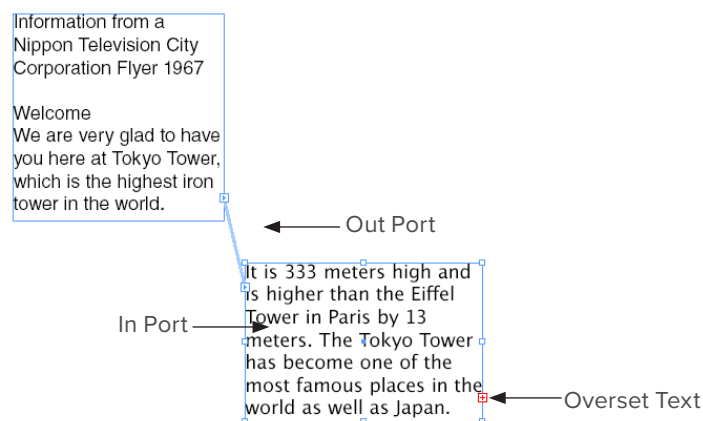 Information from a
Nippon Television City
Corporation Flyer 1967
Welcome
We are very glad to have
you here at Tokyo Tower,
which is the highest iron
tower in the world.
Out Port
It is 333 meters high and
is higher than the Eiffel
In Port
Tower in Paris by 13
meters. The Tokyo Tower
has become one of the
most famous places in the
world as well as Japan.
Overset Text